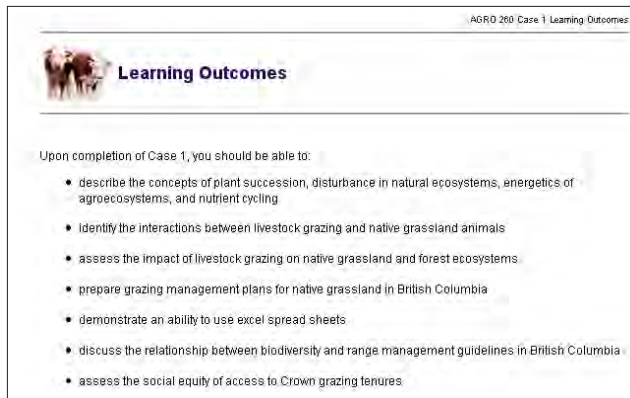 AGRO 260 Case 1 Learning Outcomes
Learning Outcomes
Upon completion of Case 1, you should be able to:
• describe the concepts of plant succession, disturbance in natural ecosystems, energetics of
agroecosystems, and nutrient cycling
• identify the interactions between livestock grazing and native grassland animals
• assess the impact of livestock grazing on native grassland and forest ecosystems
• prepare grazing management plans for native grassland in British Columbia
• demonstrate an ability to use excel spread sheets
• discuss the relationship between biodiversity and range management guidelines in British Columbia
• assess the social equity of access to Crown grazing tenures